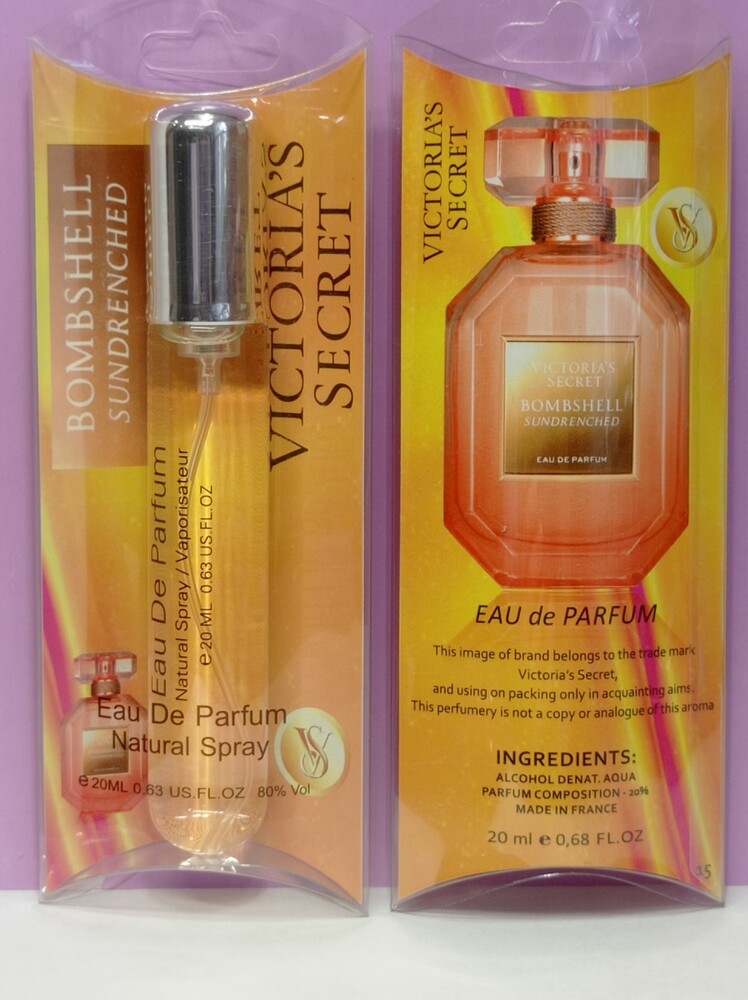 BOMBSHELL
SUNDRENCHED
VICTORIA'S
SECRET
Eau De Parfum
Natural Spray / Vaporisateur
e 20 ML 0.63 US.FL.OZ
Eau De Parfum
Natural Spray
e 20ML 0.63 US.FL.OZ 80% Vol
VS
VICTORIA'S
SECRET
VS
VICTORIA'S
SECRET
BOMBSHELL
SUNDRENCHED
EAU DE PARFUM
EAU de PARFUM
This image of brand belongs to the trade mark
Victoria's Secret,
and using on packing only in acquainting aims.
This perfumery is not a copy or analogue of this aroma
INGREDIENTS:
ALCOHOL DENAT. AQUA
PARFUM COMPOSITION - 20%
MADE IN FRANCE
20 ml e 0,68 FL.OZ
15